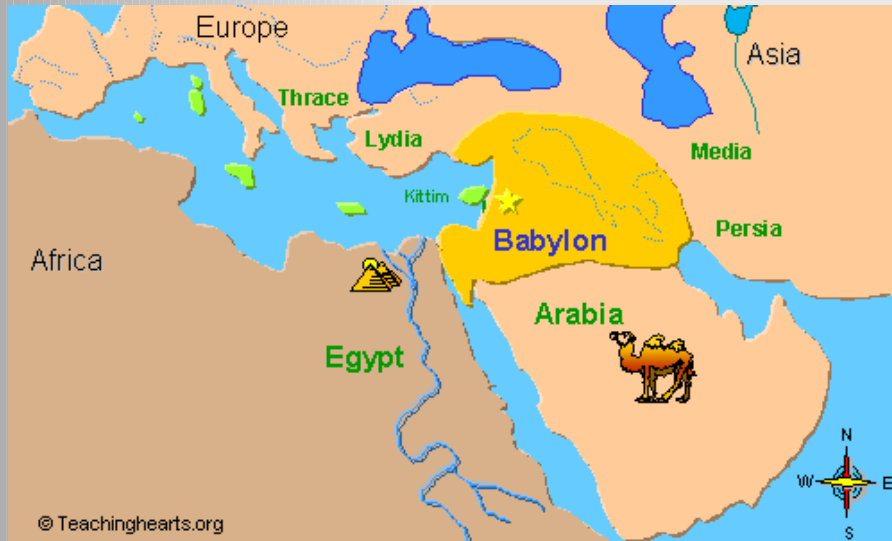 Europe
Asia
Thrace
Lydia
Media
Kittim
Persia
Babylon
Africa
Arabia
Egypt
N
W
E
S
© Teachinghearts.org